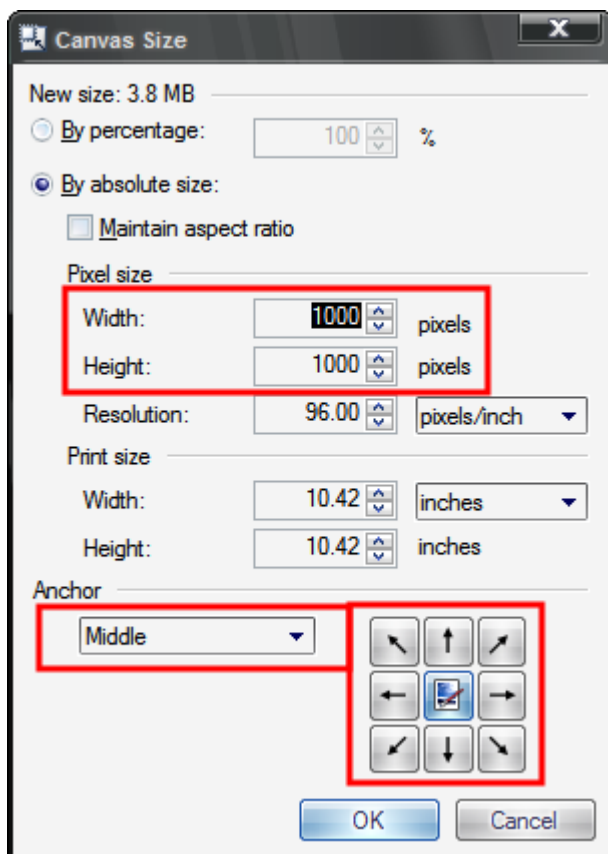 Canvas Size
New size: 3.8 MB
By percentage: 100 %
By absolute size:
Maintain aspect ratio
Pixel size
Width: 1000 pixels
Height: 1000 pixels
Resolution: 96.00 pixels/inch
Print size
Width: 10.42 inches
Height: 10.42 inches
Anchor
Middle
OK Cancel